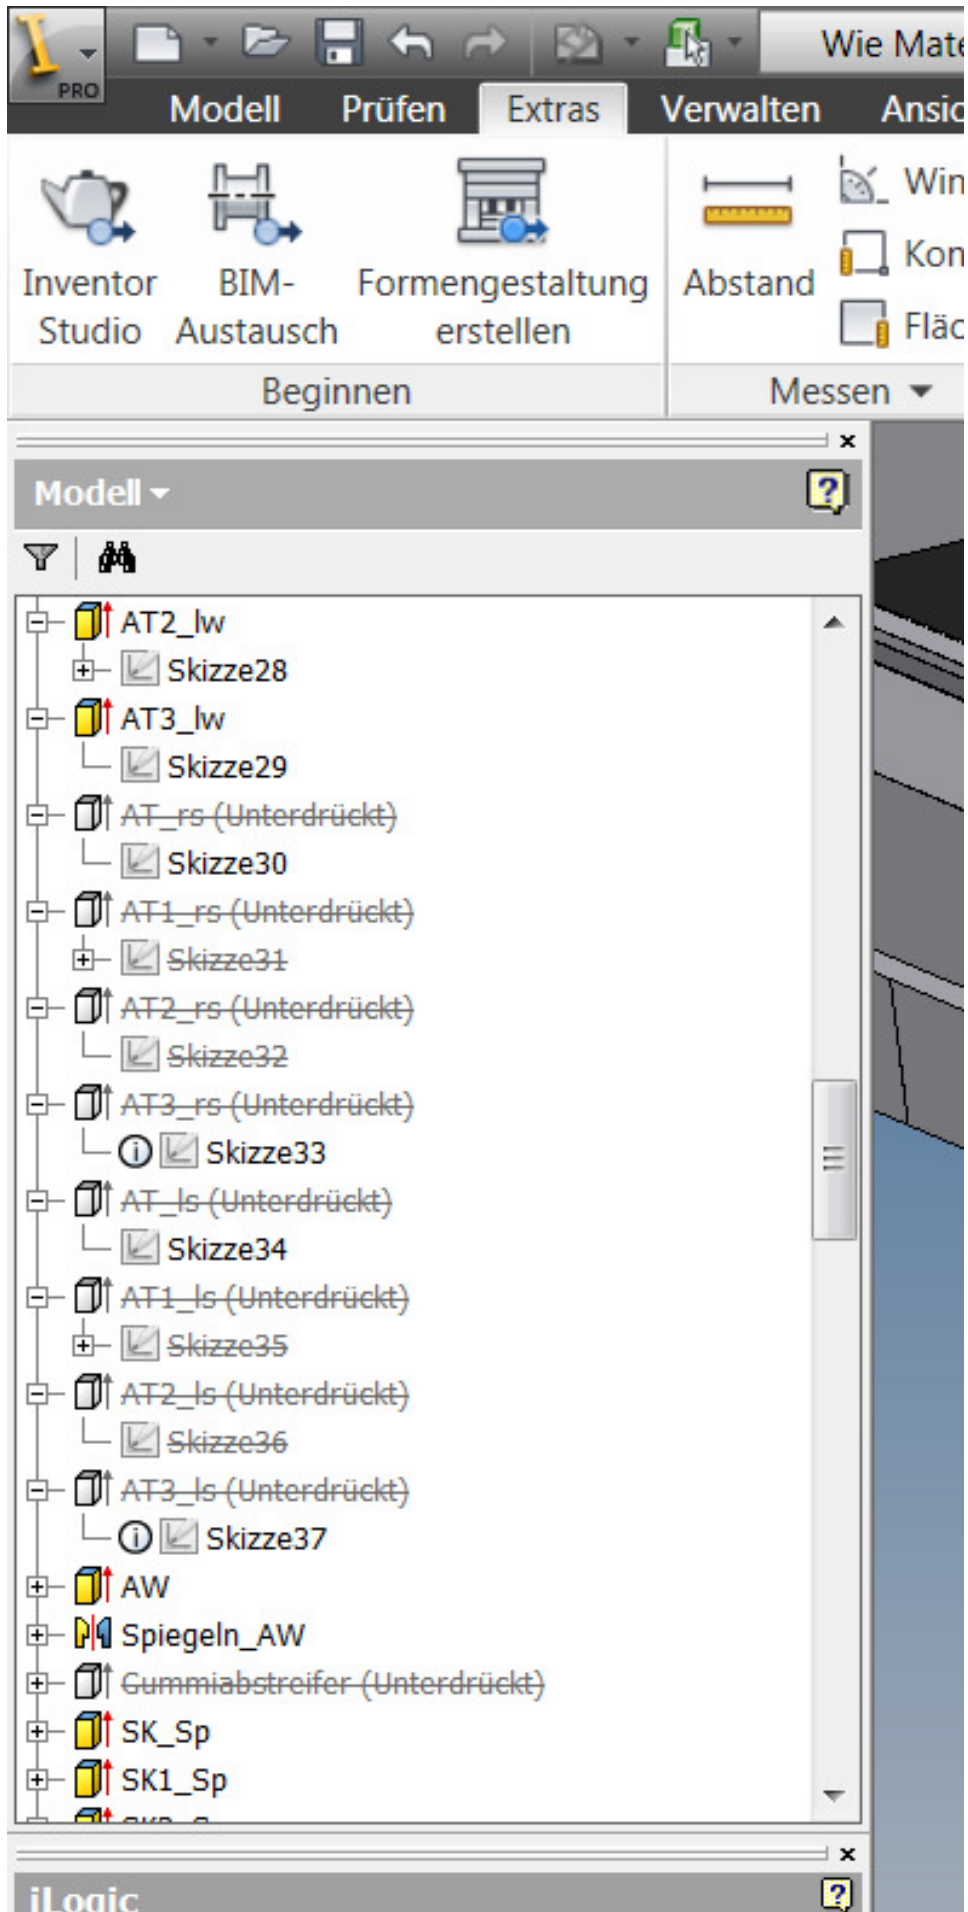 PRO
Wie Mate
Modell Prüfen Extras Verwalten Ansic
Inventor
Studio
BIM-
Austausch
Formengestaltung
erstellen
Abstand
Win
Kon
Fläc
Beginnen
Messen
Modell
AT2_lw
Skizze28
AT3_lw
Skizze29
AT_rs (Unterdrückt)
Skizze30
AT1_rs (Unterdrückt)
Skizze31
AT2_rs (Unterdrückt)
Skizze32
AT3_rs (Unterdrückt)
Skizze33
AT_ls (Unterdrückt)
Skizze34
AT1_ls (Unterdrückt)
Skizze35
AT2_ls (Unterdrückt)
Skizze36
AT3_ls (Unterdrückt)
Skizze37
AW
Spiegeln_AW
Gummiabstreifer (Unterdrückt)
SK_Sp
SK1_Sp
iLogic